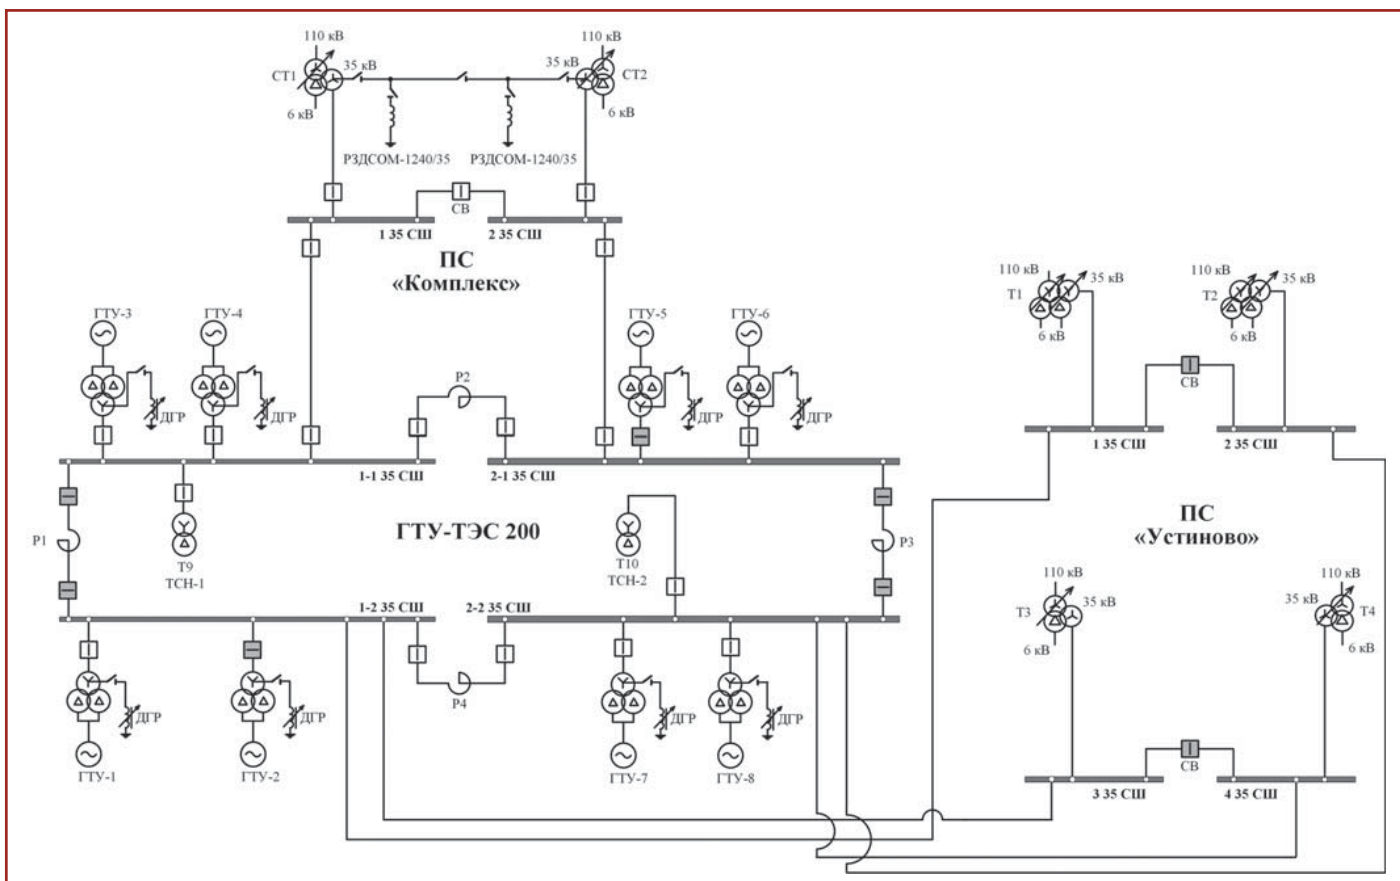 110 кВ
110 кВ
35 кВ
35 кВ
СТ1
СТ2
6 кВ
6 кВ
РЗДСОМ-1240/35
РЗДСОМ-1240/35
СВ
1 35 СШ
2 35 СШ
ПС
«Комплекс»
110 кВ
35 кВ
110 кВ
35 кВ
Т1
Т2
6 кВ
6 кВ
ГТУ-3
ГТУ-4
ГТУ-5
ГТУ-6
Р2
СВ
ДГР
ДГР
ДГР
ДГР
1 35 СШ
2 35 СШ
1-1 35 СШ
2-1 35 СШ
ПС
«Устиново»
ГТУ-ТЭС 200
Р1
Р3
Т9
ТСН-1
Т10
ТСН-2
110 кВ
110 кВ
35 кВ
35 кВ
Т3
Т4
6 кВ
6 кВ
1-2 35 СШ
2-2 35 СШ
Р4
ДГР
ДГР
ДГР
ДГР
ГТУ-1
ГТУ-2
ГТУ-7
ГТУ-8
СВ
3 35 СШ
4 35 СШ